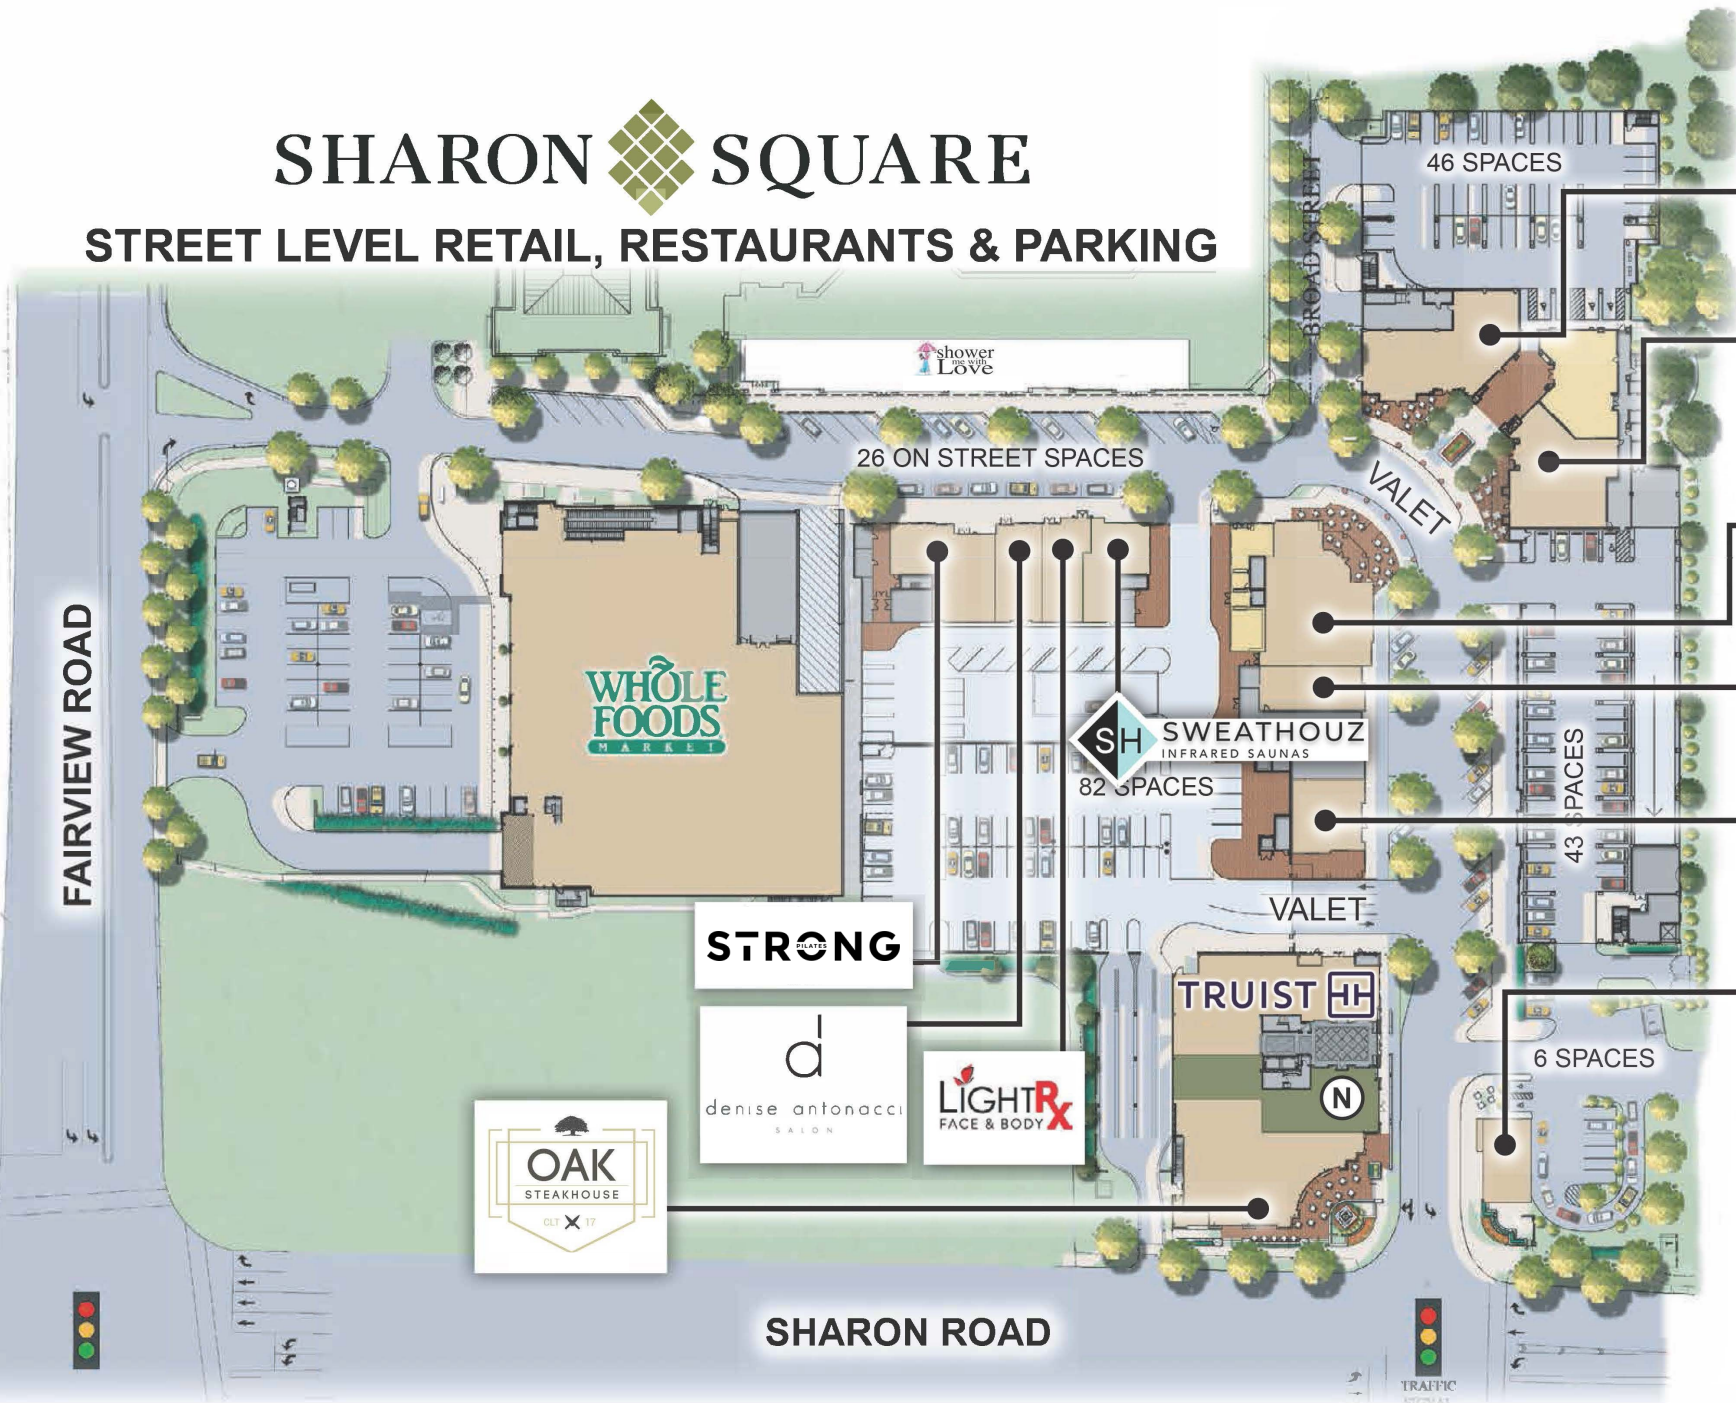 SHARON SQUARE
STREET LEVEL RETAIL, RESTAURANTS & PARKING
46 SPACES
BROAD STREET
shower
me with
Love
26 ON STREET SPACES
VALET
FAIRVIEW ROAD
WHOLE
FOODS
MARKET
SH SWEATHOUZ
INFRARED SAUNAS
82 SPACES
43 SPACES
VALET
STRONG
PILATES
TRUIST
N
6 SPACES
d
denise antonacci
SALON
LIGHTRX
FACE & BODY
OAK
STEAKHOUSE
CLT 17
SHARON ROAD
TRAFFIC